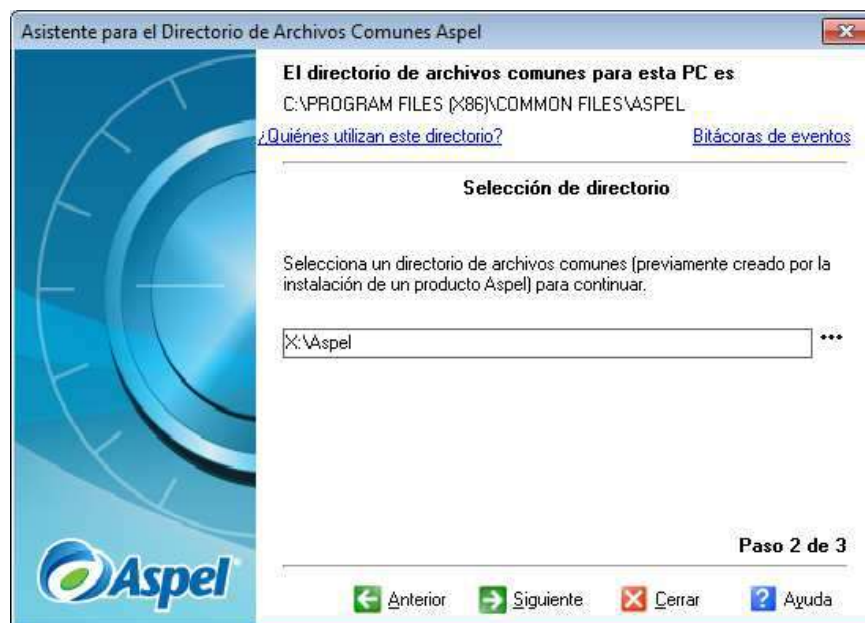 Asistente para el Directorio de Archivos Comunes Aspel
El directorio de archivos comunes para esta PC es
C:\PROGRAM FILES (X86)\COMMON FILES\ASPEL
¿Quiénes utilizan este directorio? Bitácoras de eventos
Selección de directorio
Selecciona un directorio de archivos comunes (previamente creado por la
instalación de un producto Aspel) para continuar.
X:\Aspel
Paso 2 de 3
Aspel
Anterior Siguiente Cerrar Ayuda